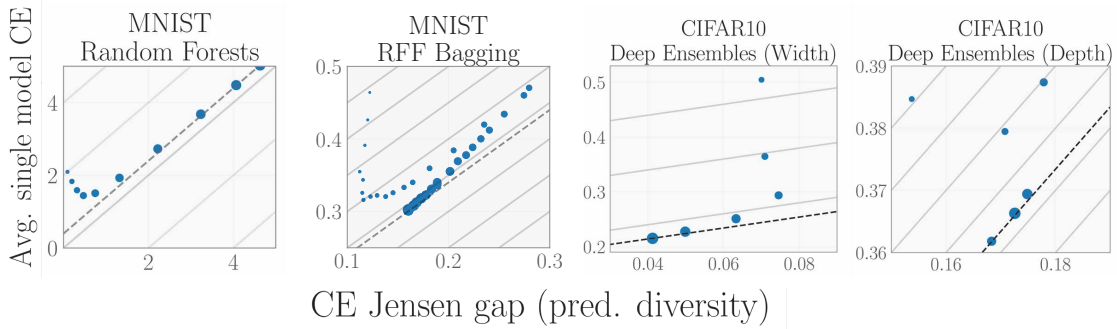 Avg. single model CE
MNIST
Random Forests
4
2
0
2
4
MNIST
RFF Bagging
0.5
0.4
0.3
0.1
0.2
0.3
CIFAR10
Deep Ensembles (Width)
0.5
0.4
0.3
0.2
0.04
0.06
0.08
CIFAR10
Deep Ensembles (Depth)
0.39
0.38
0.37
0.36
0.16
0.18
CE Jensen gap (pred. diversity)